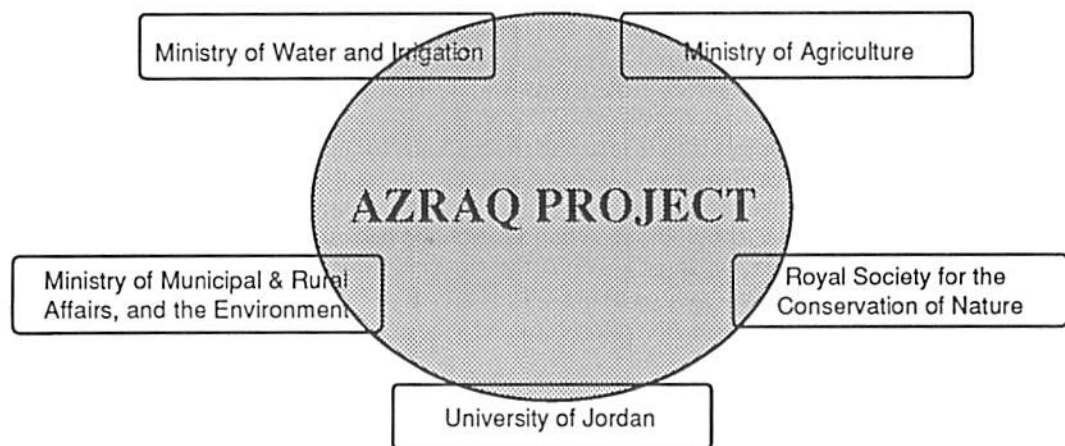 Ministry of Water and Irrigation
Ministry of Agriculture
AZRAQ PROJECT
Ministry of Municipal & Rural
Affairs, and the Environment
Royal Society for the
Conservation of Nature
University of Jordan